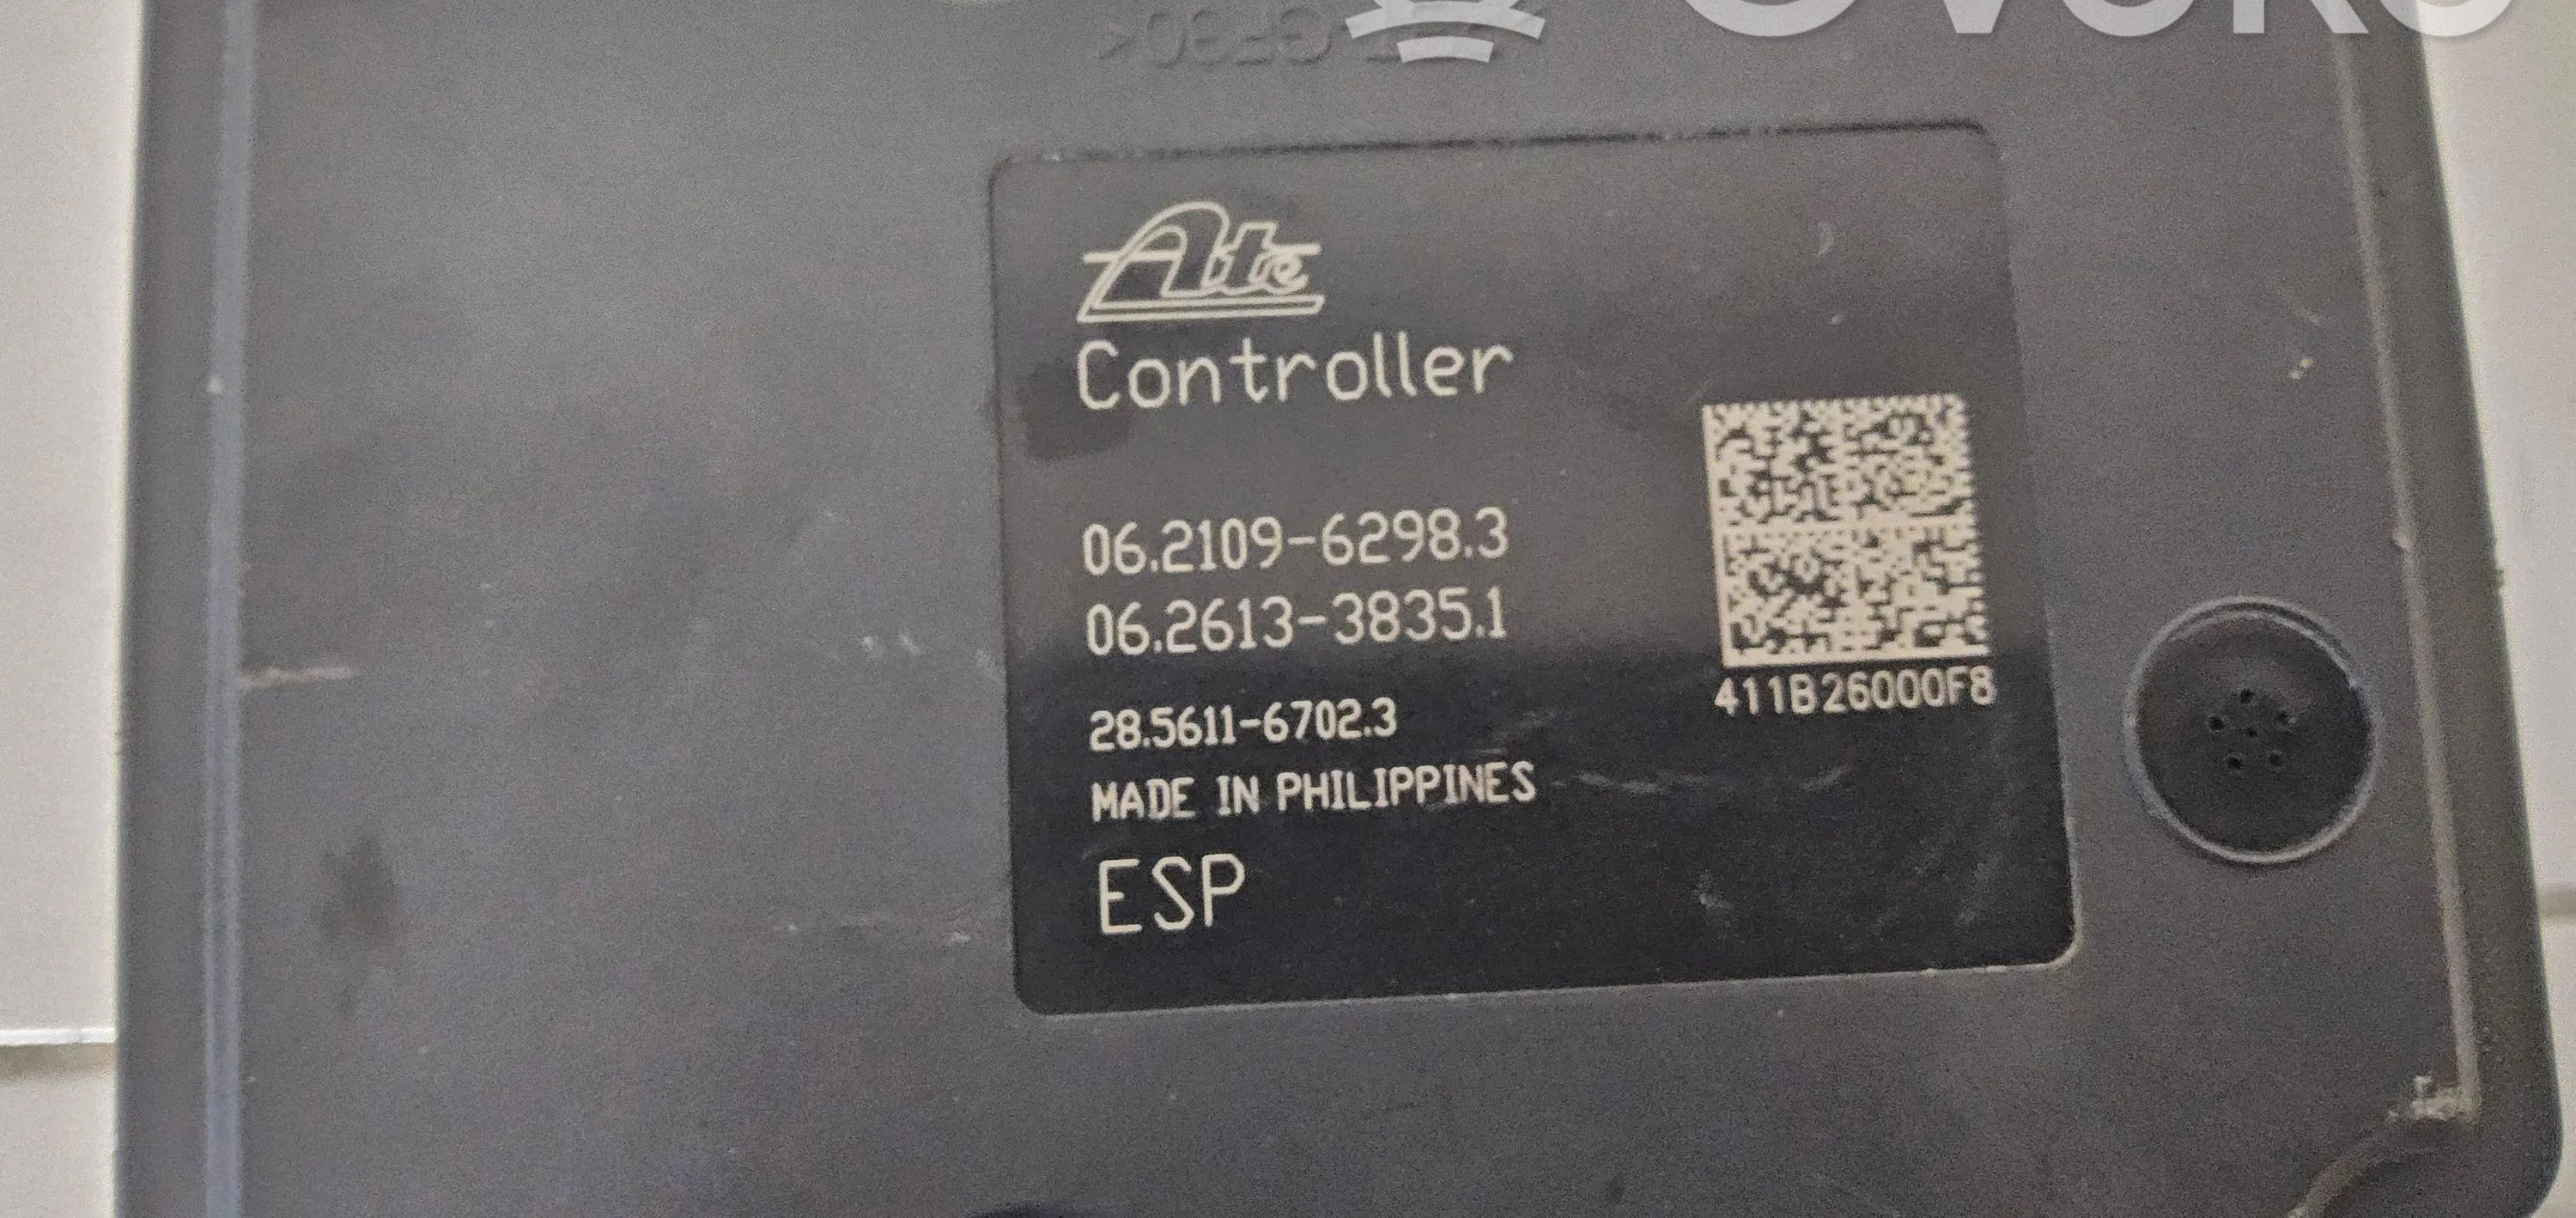 Ate
Controller
06.2109-6298.3
06.2613-3835.1
28.5611-6702.3
MADE IN PHILIPPINES
ESP
411B26000F8